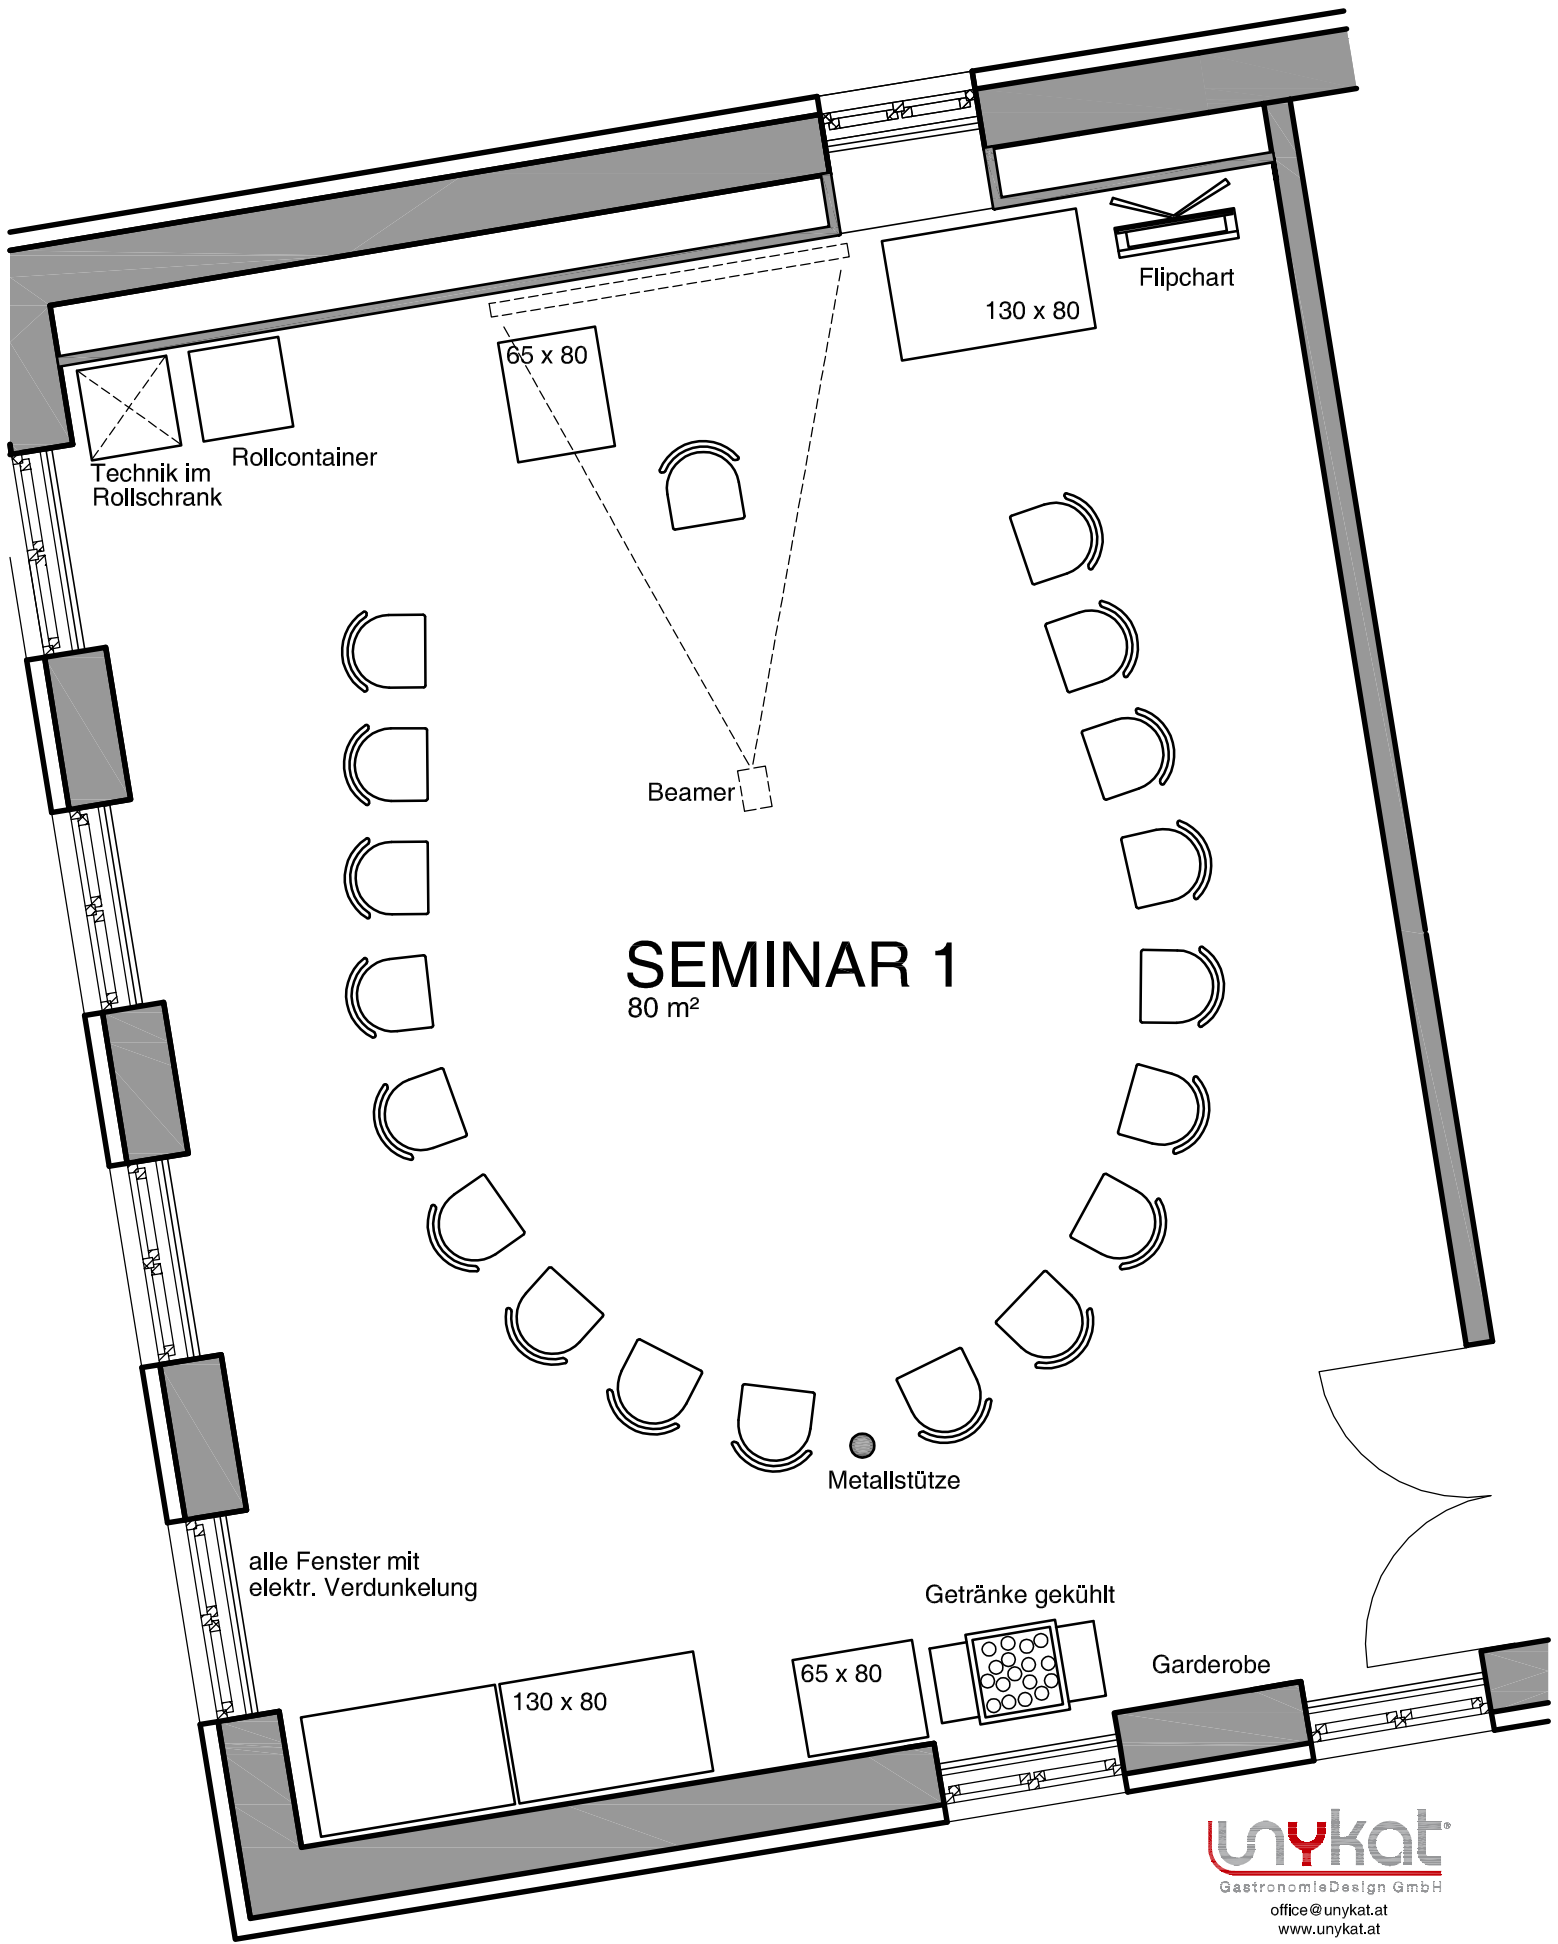 Flipchart
130 x 80
65 x 80
Rollcontainer
Technik im
Rollschrank
Beamer
SEMINAR 1
80 m²
Metallstütze
alle Fenster mit
elektr. Verdunkelung
Getränke gekühlt
Garderobe
65 x 80
130 x 80
unykat®
GastronomieDesign GmbH
office@unykat.at
www.unykat.at